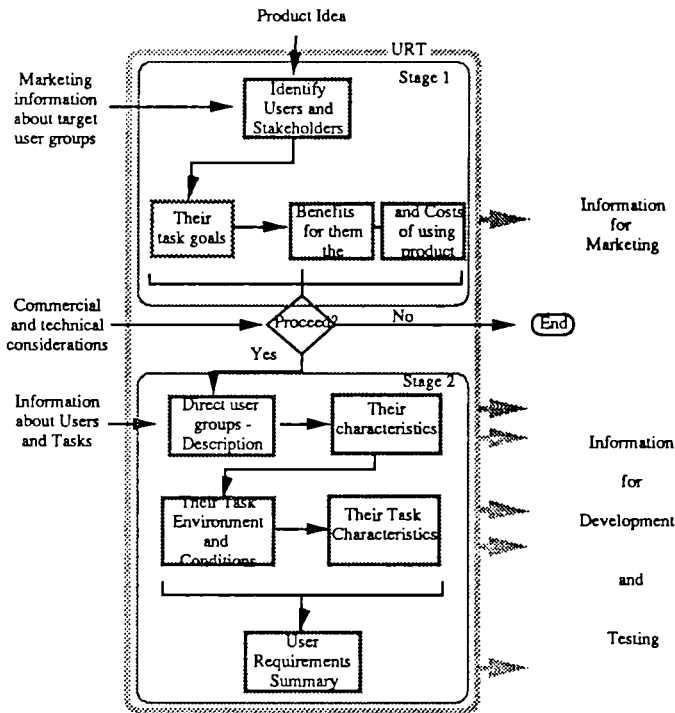 Product Idea
URT
Stage 1
Marketing
information
about target
user groups
Identify
Users and
Stakeholders
Their
task goals
Benefits
for them the
and Costs
of using
product
Information
for
Marketing
Commercial
and technical
considerations
Proceed?
No
End
Yes
Stage 2
Information
about Users
and Tasks
Direct user
groups -
Description
Their
characteristics
Their Task
Environment
and
Conditions
Their Task
Characteristics
User
Requirements
Summary
Information
for
Development
and
Testing